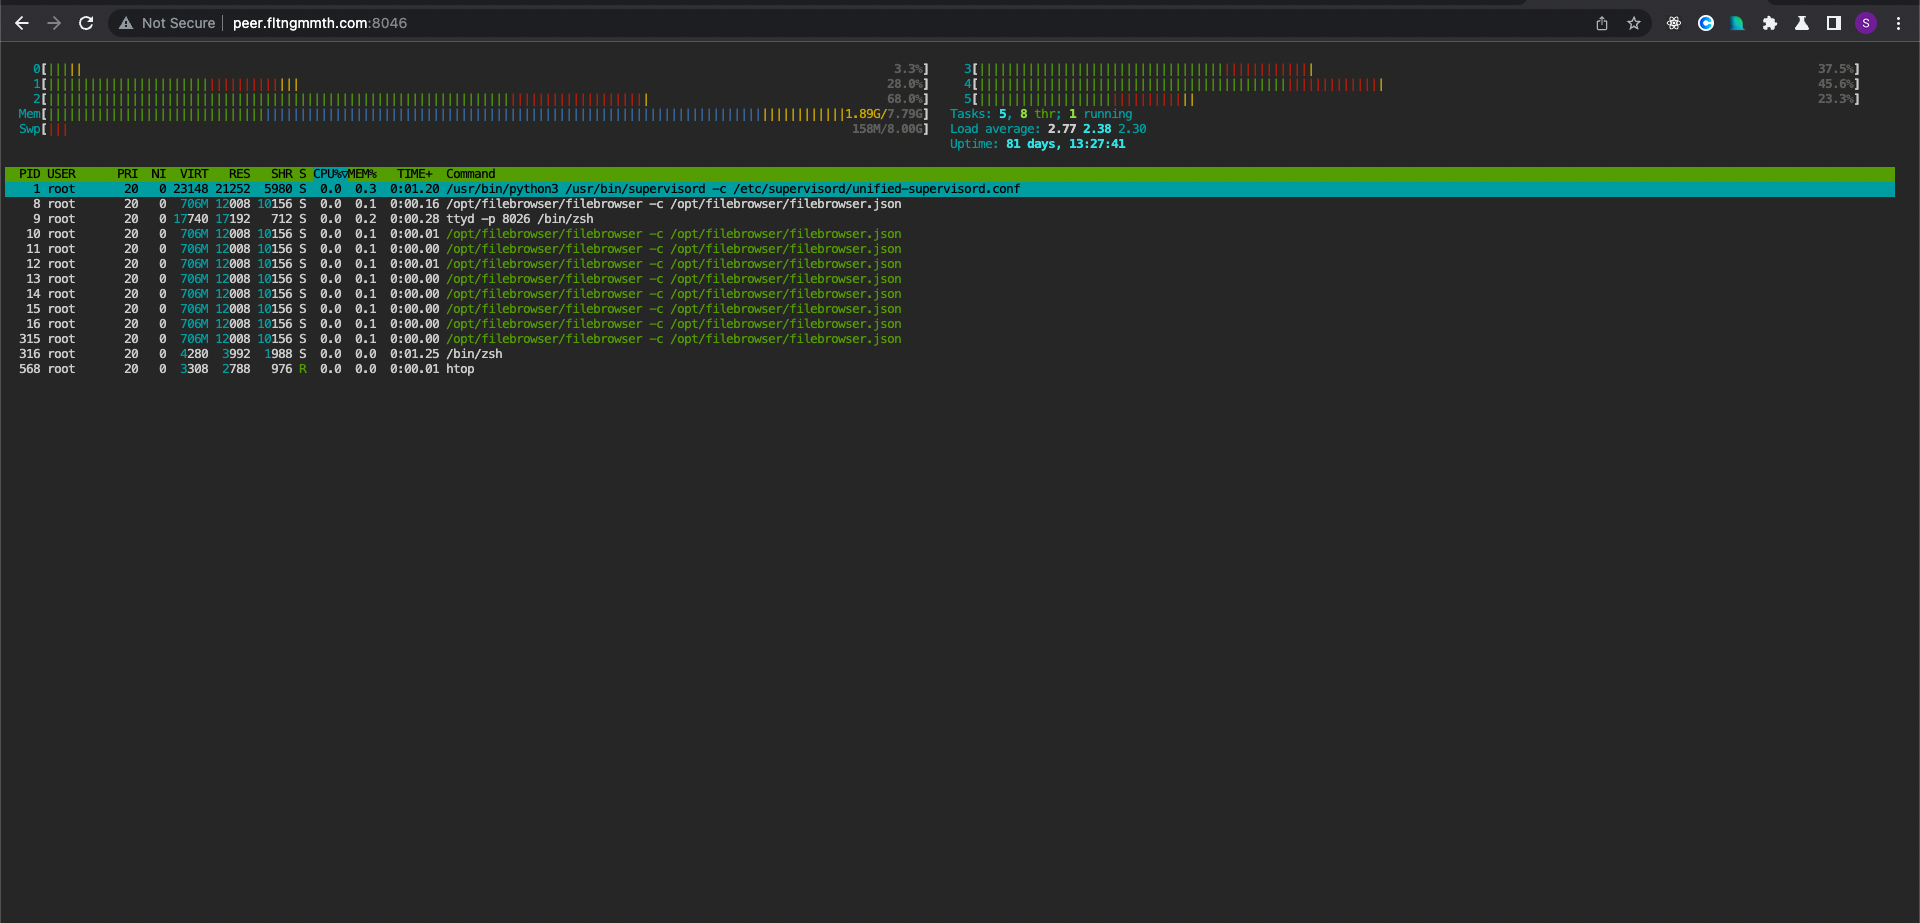 Not Secure | peer.fltngmmth.com:8046
S
0[||||| 3.3%] 3[|||||||||||||||||||||||||||||||||||||||||||||||| 37.5%]
1[|||||||||||||||||||||||||||||||||||| 28.0%] 4[|||||||||||||||||||||||||||||||||||||||||||||||||||||||||| 45.6%]
2[|||||||||||||||||||||||||||||||||||||||||||||||||||||||||||||||||||||||||||||||||||||| 68.0%] 5[||||||||||||||||||||||||||||||| 23.3%]
Mem[||||||||||||||||||||||||||||||||||||||||||||||||||||||||||||||||||||||||||||||||||||||||||||||||||||||||||||||||||1.89G/7.79G] Tasks: 5, 8 thr; 1 running
Swp[||| 158M/8.00G] Load average: 2.77 2.38 2.30
Uptime: 81 days, 13:27:41
PID USER PRI NI VIRT RES SHR S CPU%▽MEM% TIME+ Command
1 root 20 0 23148 21252 5980 S 0.0 0.3 0:01.20 /usr/bin/python3 /usr/bin/supervisord -c /etc/supervisord/unified-supervisord.conf
8 root 20 0 706M 12008 10156 S 0.0 0.1 0:00.16 /opt/filebrowser/filebrowser -c /opt/filebrowser/filebrowser.json
9 root 20 0 17740 17192 712 S 0.0 0.2 0:00.28 ttyd -p 8026 /bin/zsh
10 root 20 0 706M 12008 10156 S 0.0 0.1 0:00.01 /opt/filebrowser/filebrowser -c /opt/filebrowser/filebrowser.json
11 root 20 0 706M 12008 10156 S 0.0 0.1 0:00.00 /opt/filebrowser/filebrowser -c /opt/filebrowser/filebrowser.json
12 root 20 0 706M 12008 10156 S 0.0 0.1 0:00.01 /opt/filebrowser/filebrowser -c /opt/filebrowser/filebrowser.json
13 root 20 0 706M 12008 10156 S 0.0 0.1 0:00.00 /opt/filebrowser/filebrowser -c /opt/filebrowser/filebrowser.json
14 root 20 0 706M 12008 10156 S 0.0 0.1 0:00.00 /opt/filebrowser/filebrowser -c /opt/filebrowser/filebrowser.json
15 root 20 0 706M 12008 10156 S 0.0 0.1 0:00.00 /opt/filebrowser/filebrowser -c /opt/filebrowser/filebrowser.json
16 root 20 0 706M 12008 10156 S 0.0 0.1 0:00.00 /opt/filebrowser/filebrowser -c /opt/filebrowser/filebrowser.json
315 root 20 0 706M 12008 10156 S 0.0 0.1 0:00.00 /opt/filebrowser/filebrowser -c /opt/filebrowser/filebrowser.json
316 root 20 0 4280 3992 1988 S 0.0 0.0 0:01.25 /bin/zsh
568 root 20 0 3308 2788 976 R 0.0 0.0 0:00.01 htop